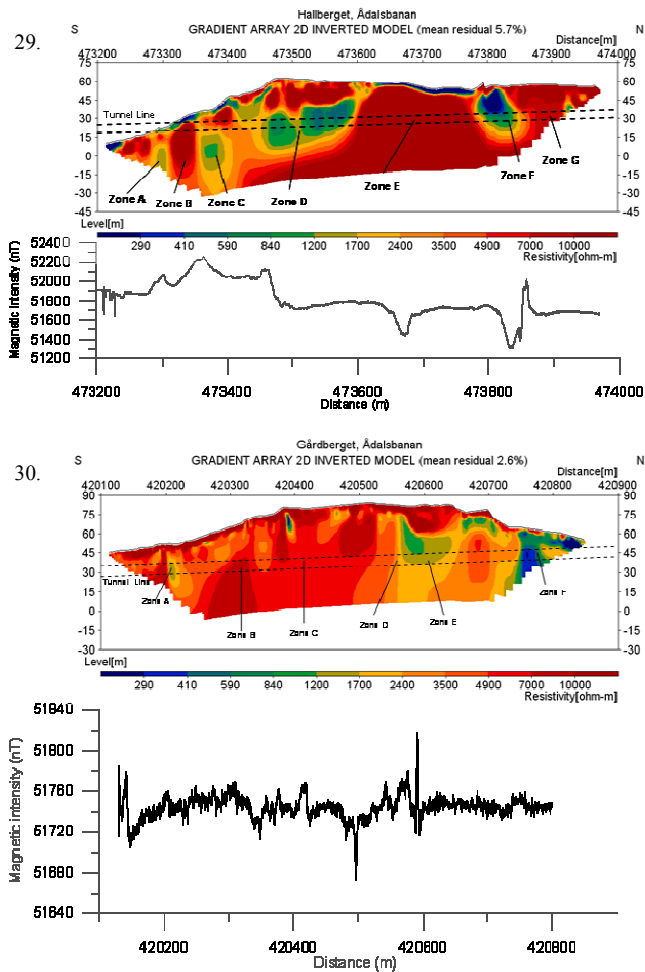 29.
Hallberget, Ådalsbanan
S GRADIENT ARRAY 2D INVERTED MODEL (mean residual 5.7%) N
Distance[m]
473200 473300 473400 473500 473600 473700 473800 473900 474000
75 75
60 60
45 45
30 30
15 15
0 0
-15 -15
-30 -30
-45 -45
Tunnel Line
Zone A Zone B Zone C Zone D Zone E Zone F Zone G
Level[m]
290 410 590 840 1200 1700 2400 3500 4900 7000 10000
Resistivity[ohm-m]
Magnetic intensity (nT)
52400
52200
52000
51800
51600
51400
51200
473200 473400 473600 473800 474000
Distance (m)
30.
Gårdberget, Ådalsbanan
S GRADIENT ARRAY 2D INVERTED MODEL (mean residual 2.6%) N
Distance[m]
420100 420200 420300 420400 420500 420600 420700 420800 420900
90 90
75 75
60 60
45 45
30 30
15 15
0 0
-15 -15
-30 -30
Tunnel Line
Zone A Zone B Zone C Zone D Zone E Zone F
Level[m]
290 410 590 840 1200 1700 2400 3500 4900 7000 10000
Resistivity[ohm-m]
Magnetic intensity (nT)
51840
51800
51760
51720
51680
51640
420200 420400 420600 420800
Distance (m)